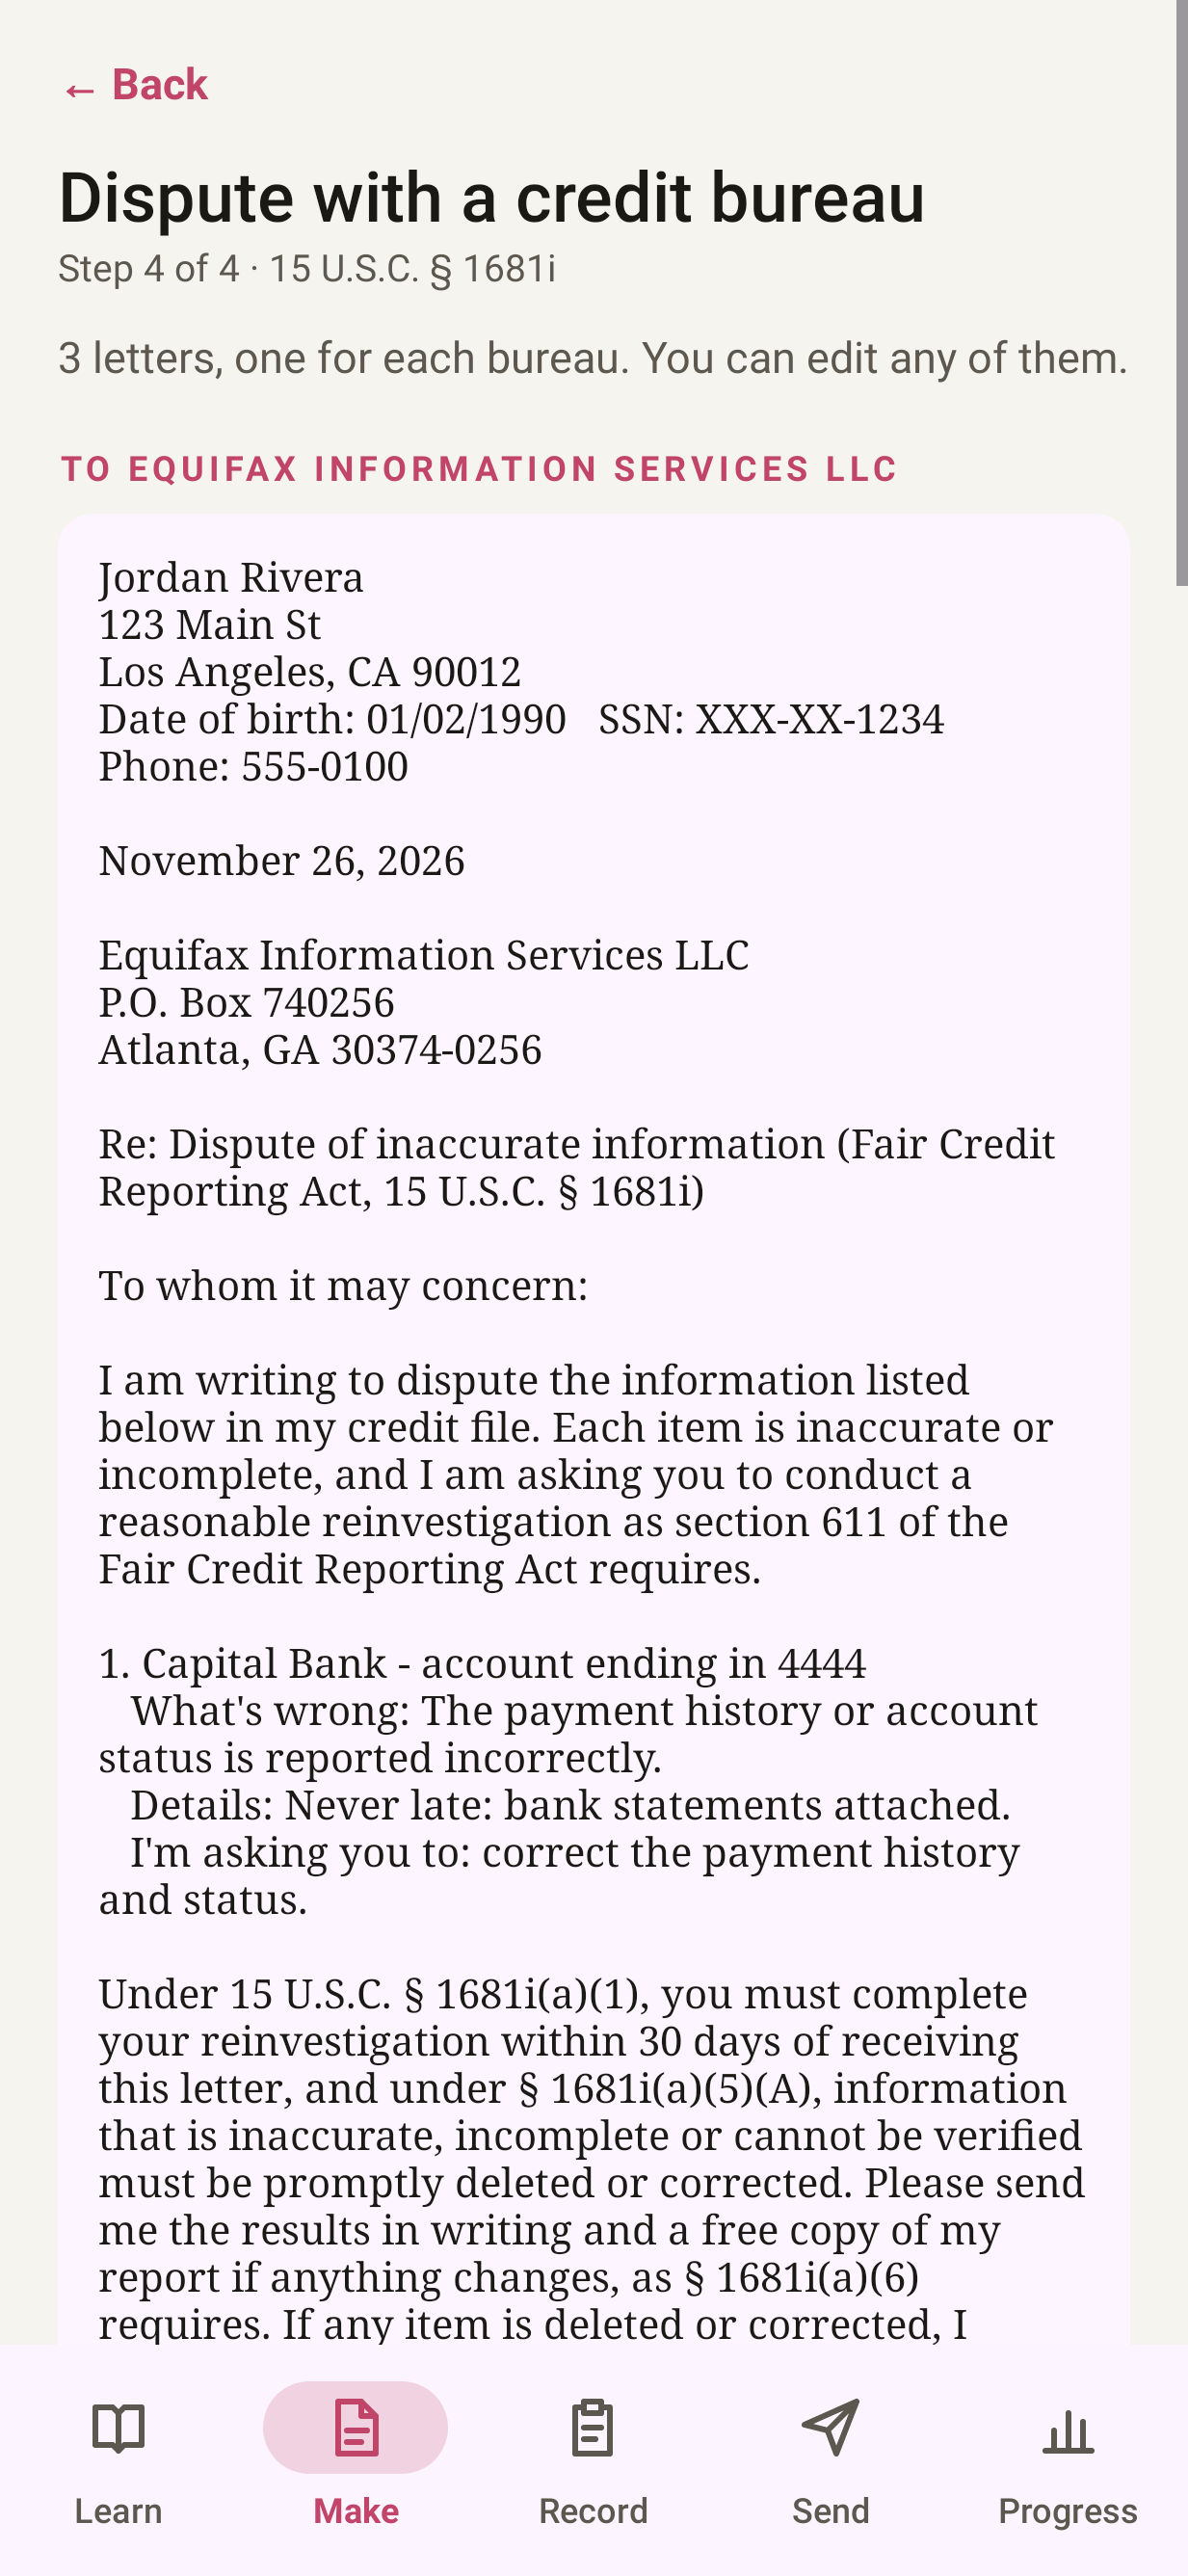 ← Back
Dispute with a credit bureau
Step 4 of 4 · 15 U.S.C. § 1681i
3 letters, one for each bureau. You can edit any of them.
TO EQUIFAX INFORMATION SERVICES LLC
Jordan Rivera
123 Main St
Los Angeles, CA 90012
Date of birth: 01/02/1990   SSN: XXX-XX-1234
Phone: 555-0100
November 26, 2026
Equifax Information Services LLC
P.O. Box 740256
Atlanta, GA 30374-0256
Re: Dispute of inaccurate information (Fair Credit
Reporting Act, 15 U.S.C. § 1681i)
To whom it may concern:
I am writing to dispute the information listed
below in my credit file. Each item is inaccurate or
incomplete, and I am asking you to conduct a
reasonable reinvestigation as section 611 of the
Fair Credit Reporting Act requires.
1. Capital Bank - account ending in 4444
What's wrong: The payment history or account
status is reported incorrectly.
Details: Never late: bank statements attached.
I'm asking you to: correct the payment history
and status.
Under 15 U.S.C. § 1681i(a)(1), you must complete
your reinvestigation within 30 days of receiving
this letter, and under § 1681i(a)(5)(A), information
that is inaccurate, incomplete or cannot be verified
must be promptly deleted or corrected. Please send
me the results in writing and a free copy of my
report if anything changes, as § 1681i(a)(6)
requires. If any item is deleted or corrected, I
Learn
Make
Record
Send
Progress